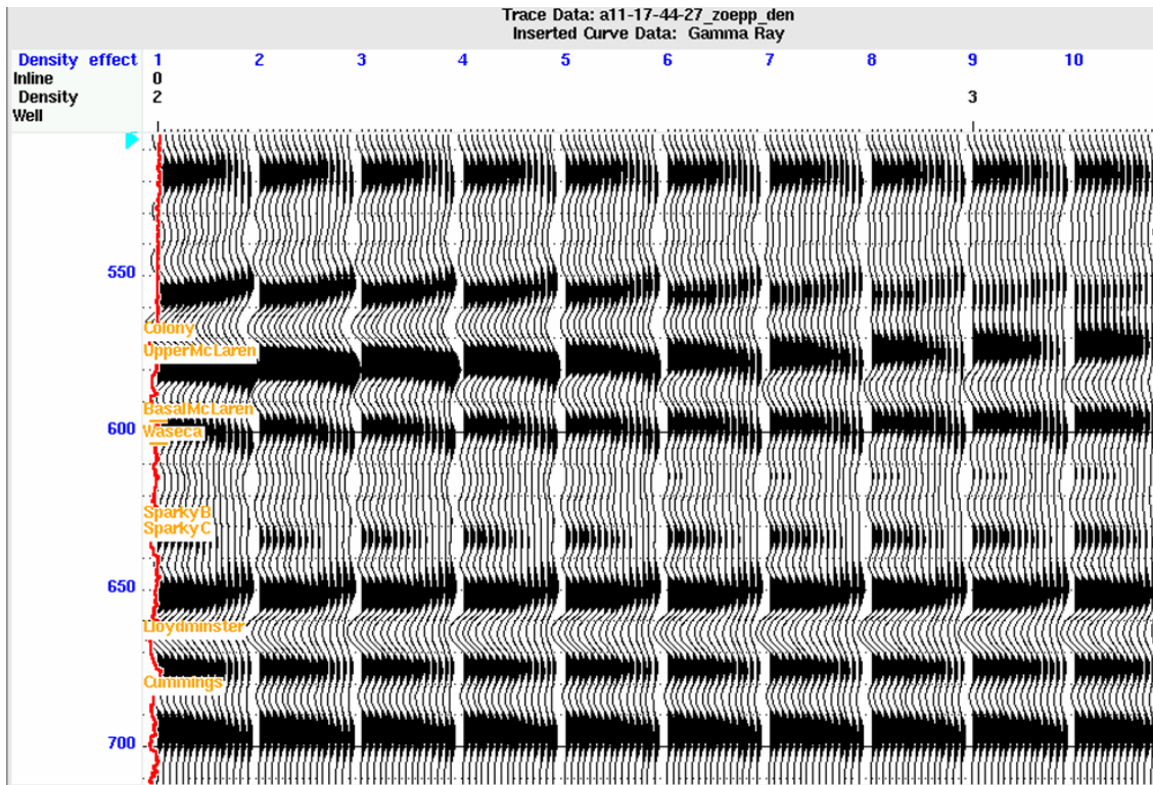 Trace Data: a11-17-44-27_zoepp_den
Inserted Curve Data: Gamma Ray
Density effect 1 2 3 4 5 6 7 8 9 10
Inline 0
Density 2 3
Well
550
Colony
UpperMcLaren
BasalMcLaren
600
Waseca
Sparky B
Sparky C
650
Lloydminster
Cummings
700